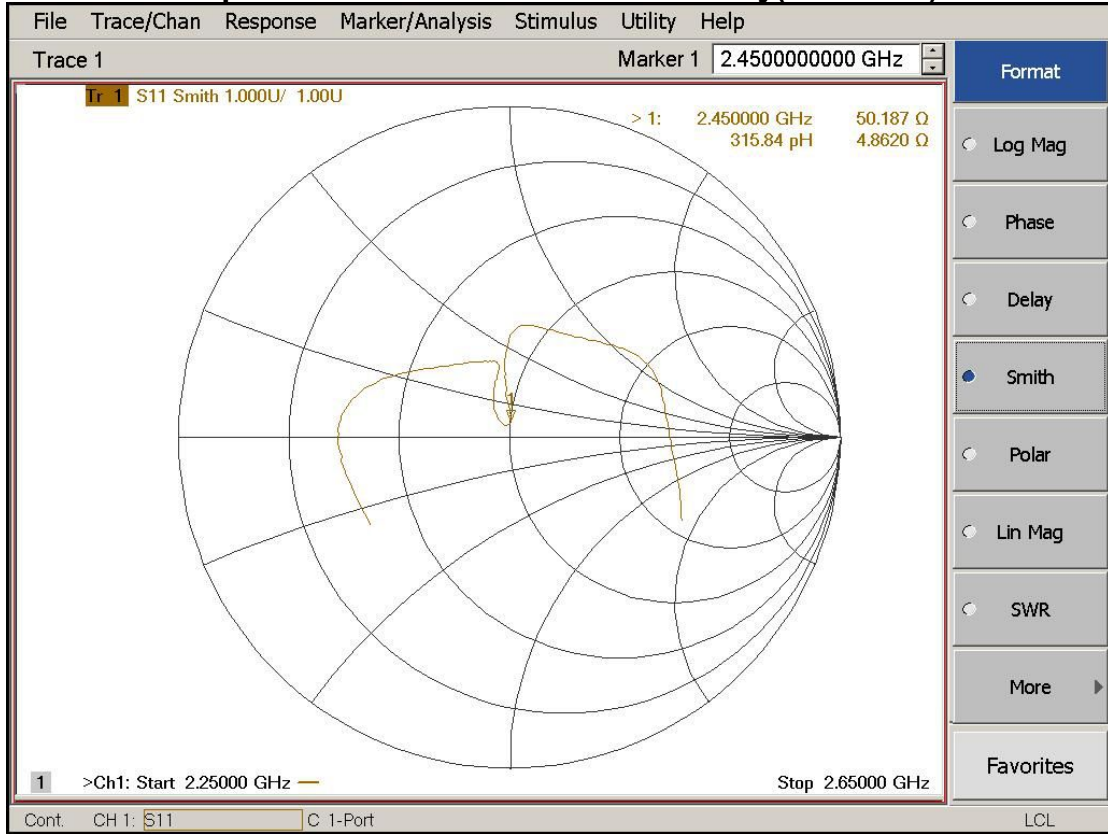 File Trace/Chan Response Marker/Analysis Stimulus Utility Help
Trace 1 Marker 1 2.4500000000 GHz
Tr 1 S11 Smith 1.000U/ 1.00U
> 1: 2.450000 GHz 50.187 Ω
315.84 pH 4.8620 Ω
1
1 >Ch1: Start 2.25000 GHz Stop 2.65000 GHz
Cont. CH 1: S11 C 1-Port LCL
Format
Log Mag
Phase
Delay
Smith
Polar
Lin Mag
SWR
More
Favorites